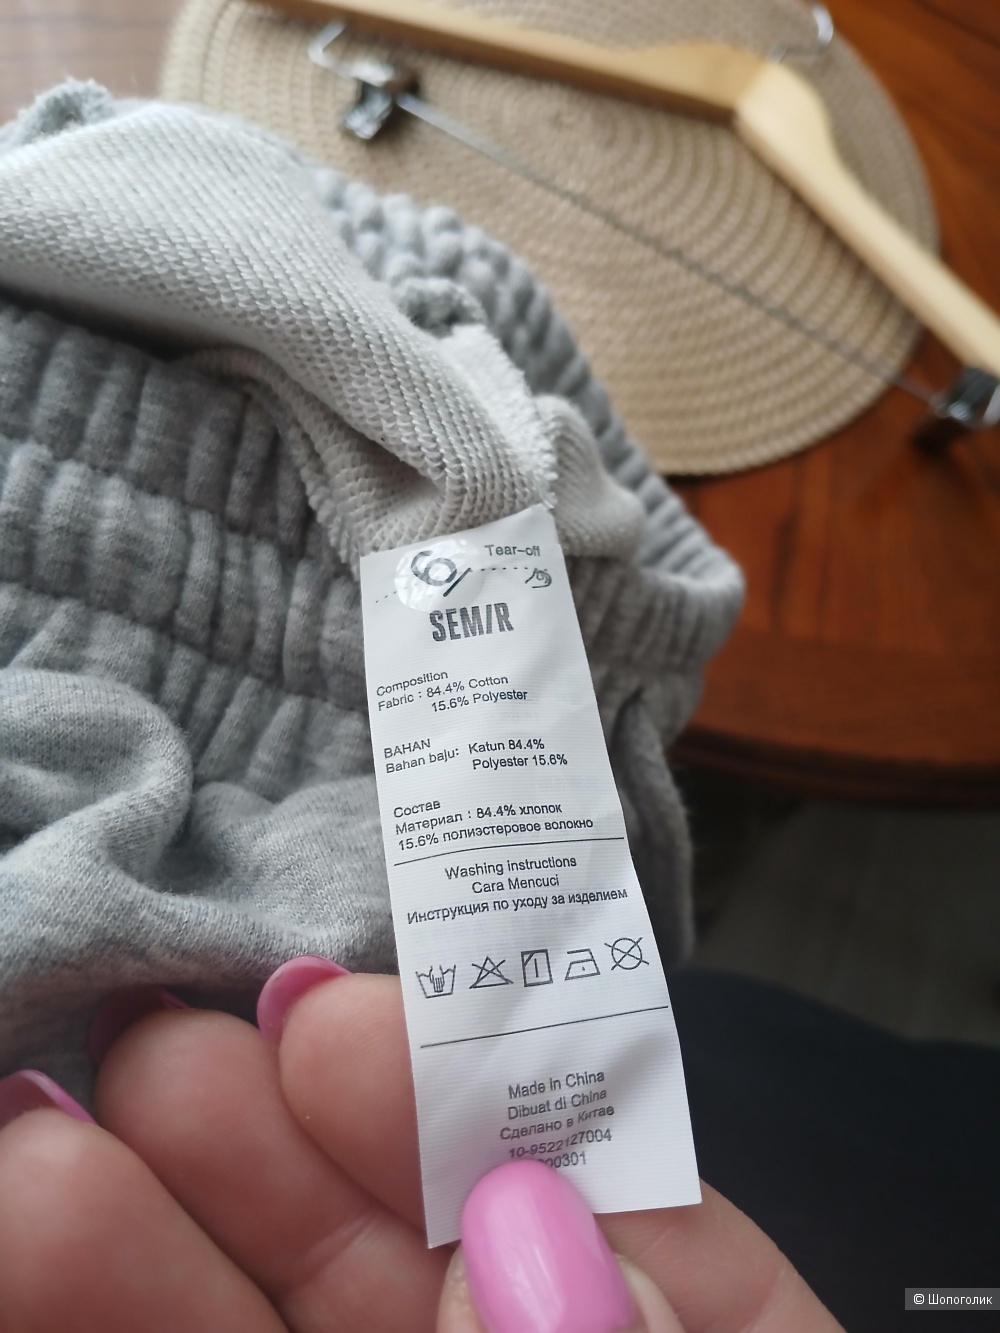 6/
Tear-off
SEM/R
Composition
Fabric : 84.4% Cotton
15.6% Polyester
BAHAN
Bahan baju: Katun 84.4%
Polyester 15.6%
Состав
Материал : 84.4% хлопок
15.6% полиэстеровое волокно
Washing instructions
Cara Mencuci
Инструкция по уходу за изделием
Made in China
Dibuat di China
Сделано в Китае
10-9522127004
00301
© Шопоголик